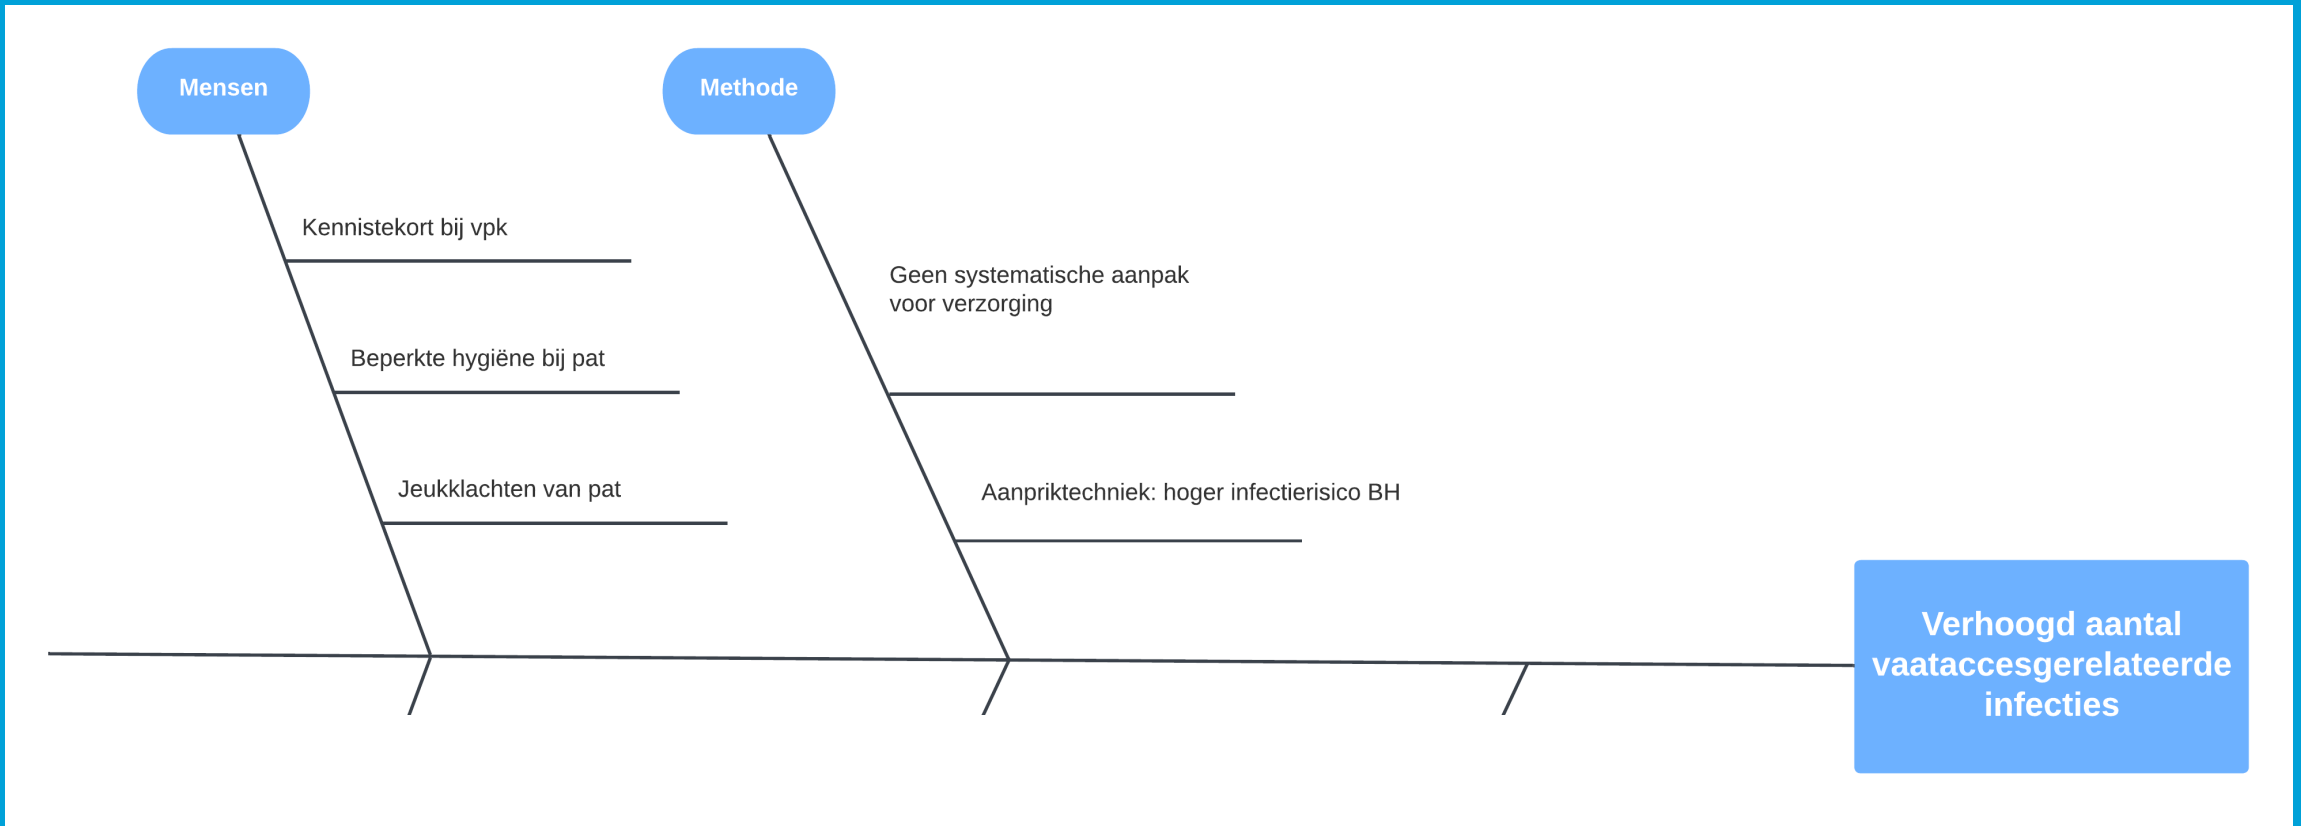 Mensen
Methode
Kennistekort bij vpk
Geen systematische aanpak
voor verzorging
Beperkte hygiëne bij pat
Jeukklachten van pat
Aanpriktechniek: hoger infectierisico BH
Verhoogd aantal
vaataccesgerelateerde
infecties